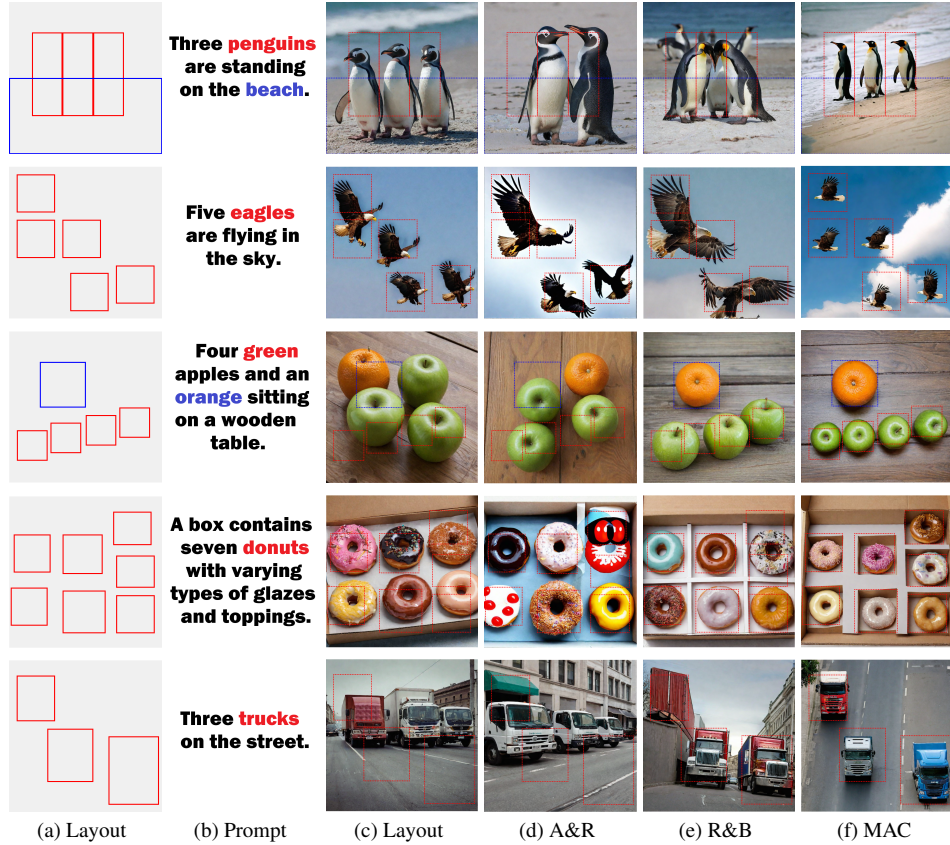 Three penguins
are standing
on the beach.
Five eagles
are flying in
the sky.
Four green
apples and an
orange sitting
on a wooden
table.
A box contains
seven donuts
with varying
types of glazes
and toppings.
Three trucks
on the street.
(a) Layout
(b) Prompt
(c) Layout
(d) A&R
(e) R&B
(f) MAC